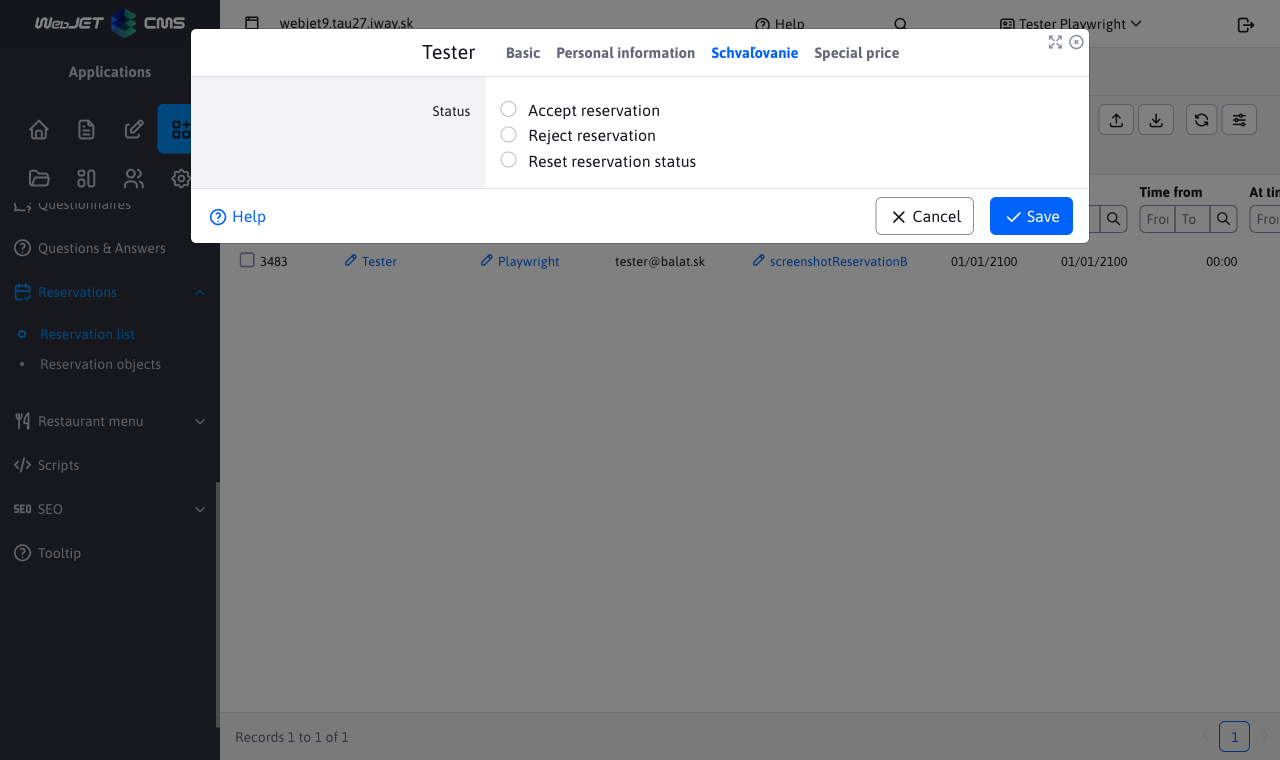 WebJET CMS
webjet9.tau27.iway.sk
Help
Tester Playwright
Applications
Tester
Basic
Personal information
Schvaľovanie
Special price
Status
Accept reservation
Reject reservation
Reset reservation status
Help
Cancel
Save
Time from
At tim
From
To
From
Questionnaires
Questions & Answers
Reservations
Reservation list
Reservation objects
Restaurant menu
Scripts
SEO SEO
Tooltip
3483 Tester Playwright tester@balat.sk screenshotReservationB 01/01/2100 01/01/2100 00:00
Records 1 to 1 of 1
1